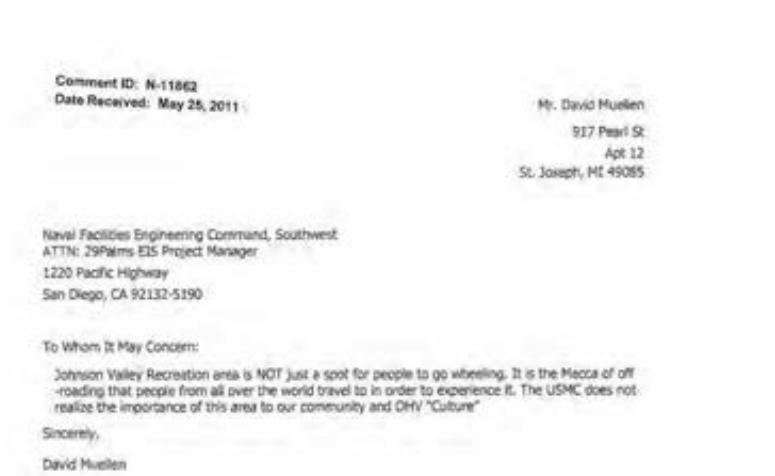 Comment ID: N-11862
Date Received: May 25, 2011
Mr. David Muellen
917 Pearl St
Apt 12
St. Joseph, MI 49085
Naval Facilities Engineering Command, Southwest
ATTN: 29Palms EIS Project Manager
1220 Pacific Highway
San Diego, CA 92132-5190
To Whom It May Concern:
Johnson Valley Recreation area is NOT just a spot for people to go wheeling. It is the Mecca of off
-roading that people from all over the world travel to in order to experience it. The USMC does not
realize the importance of this area to our community and OHV "Culture"
Sincerely,
David Muellen